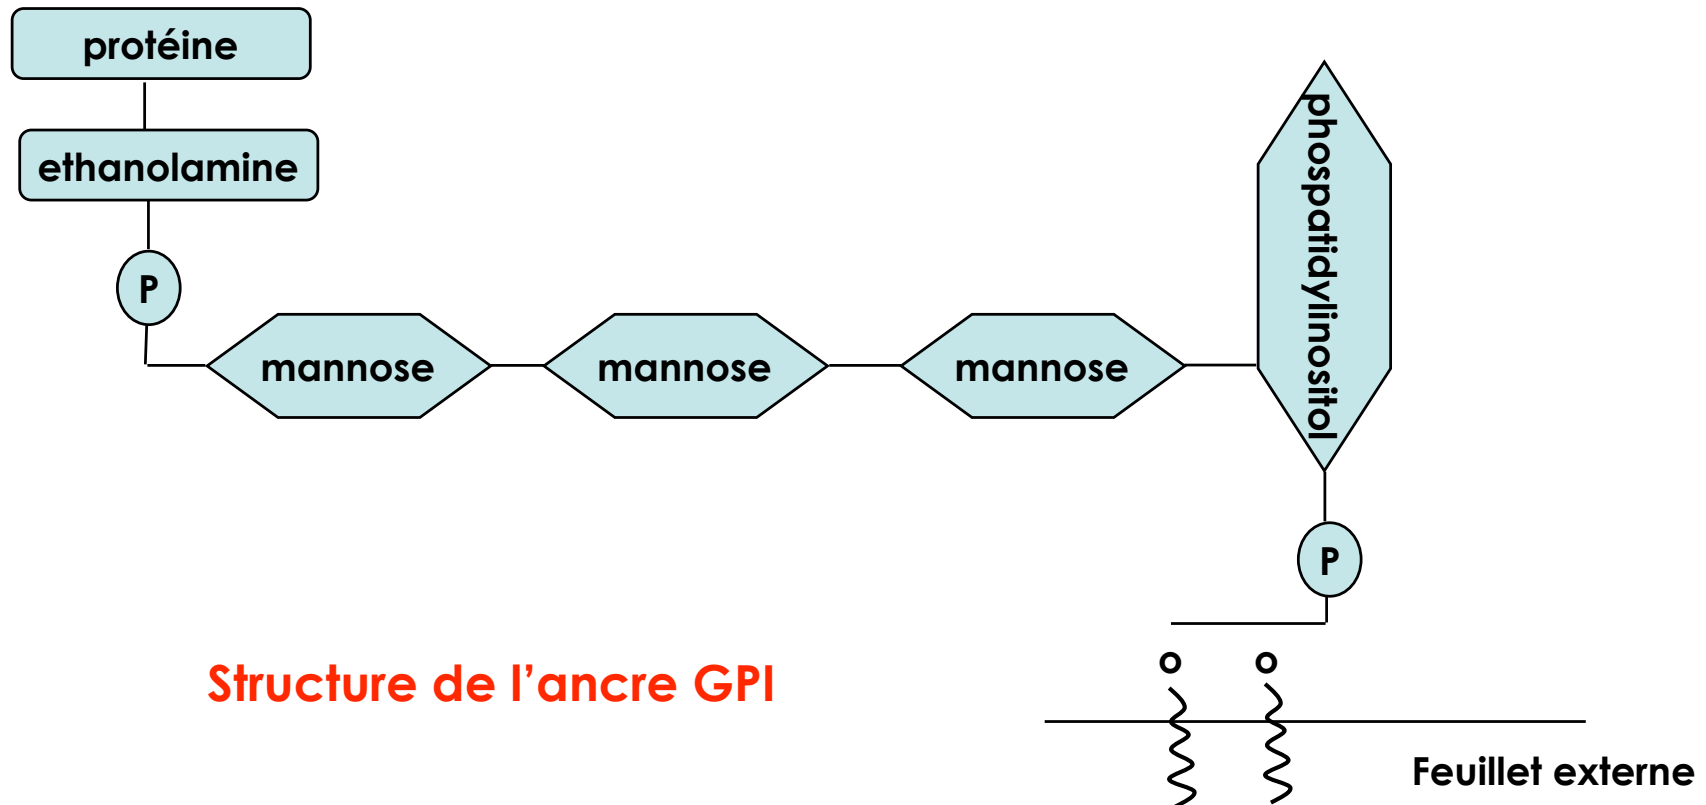 protéine
ethanolamine
P
mannose
mannose
mannose
phospatidylinositol
P
o o
Structure de l’ancre GPI
Feuillet externe